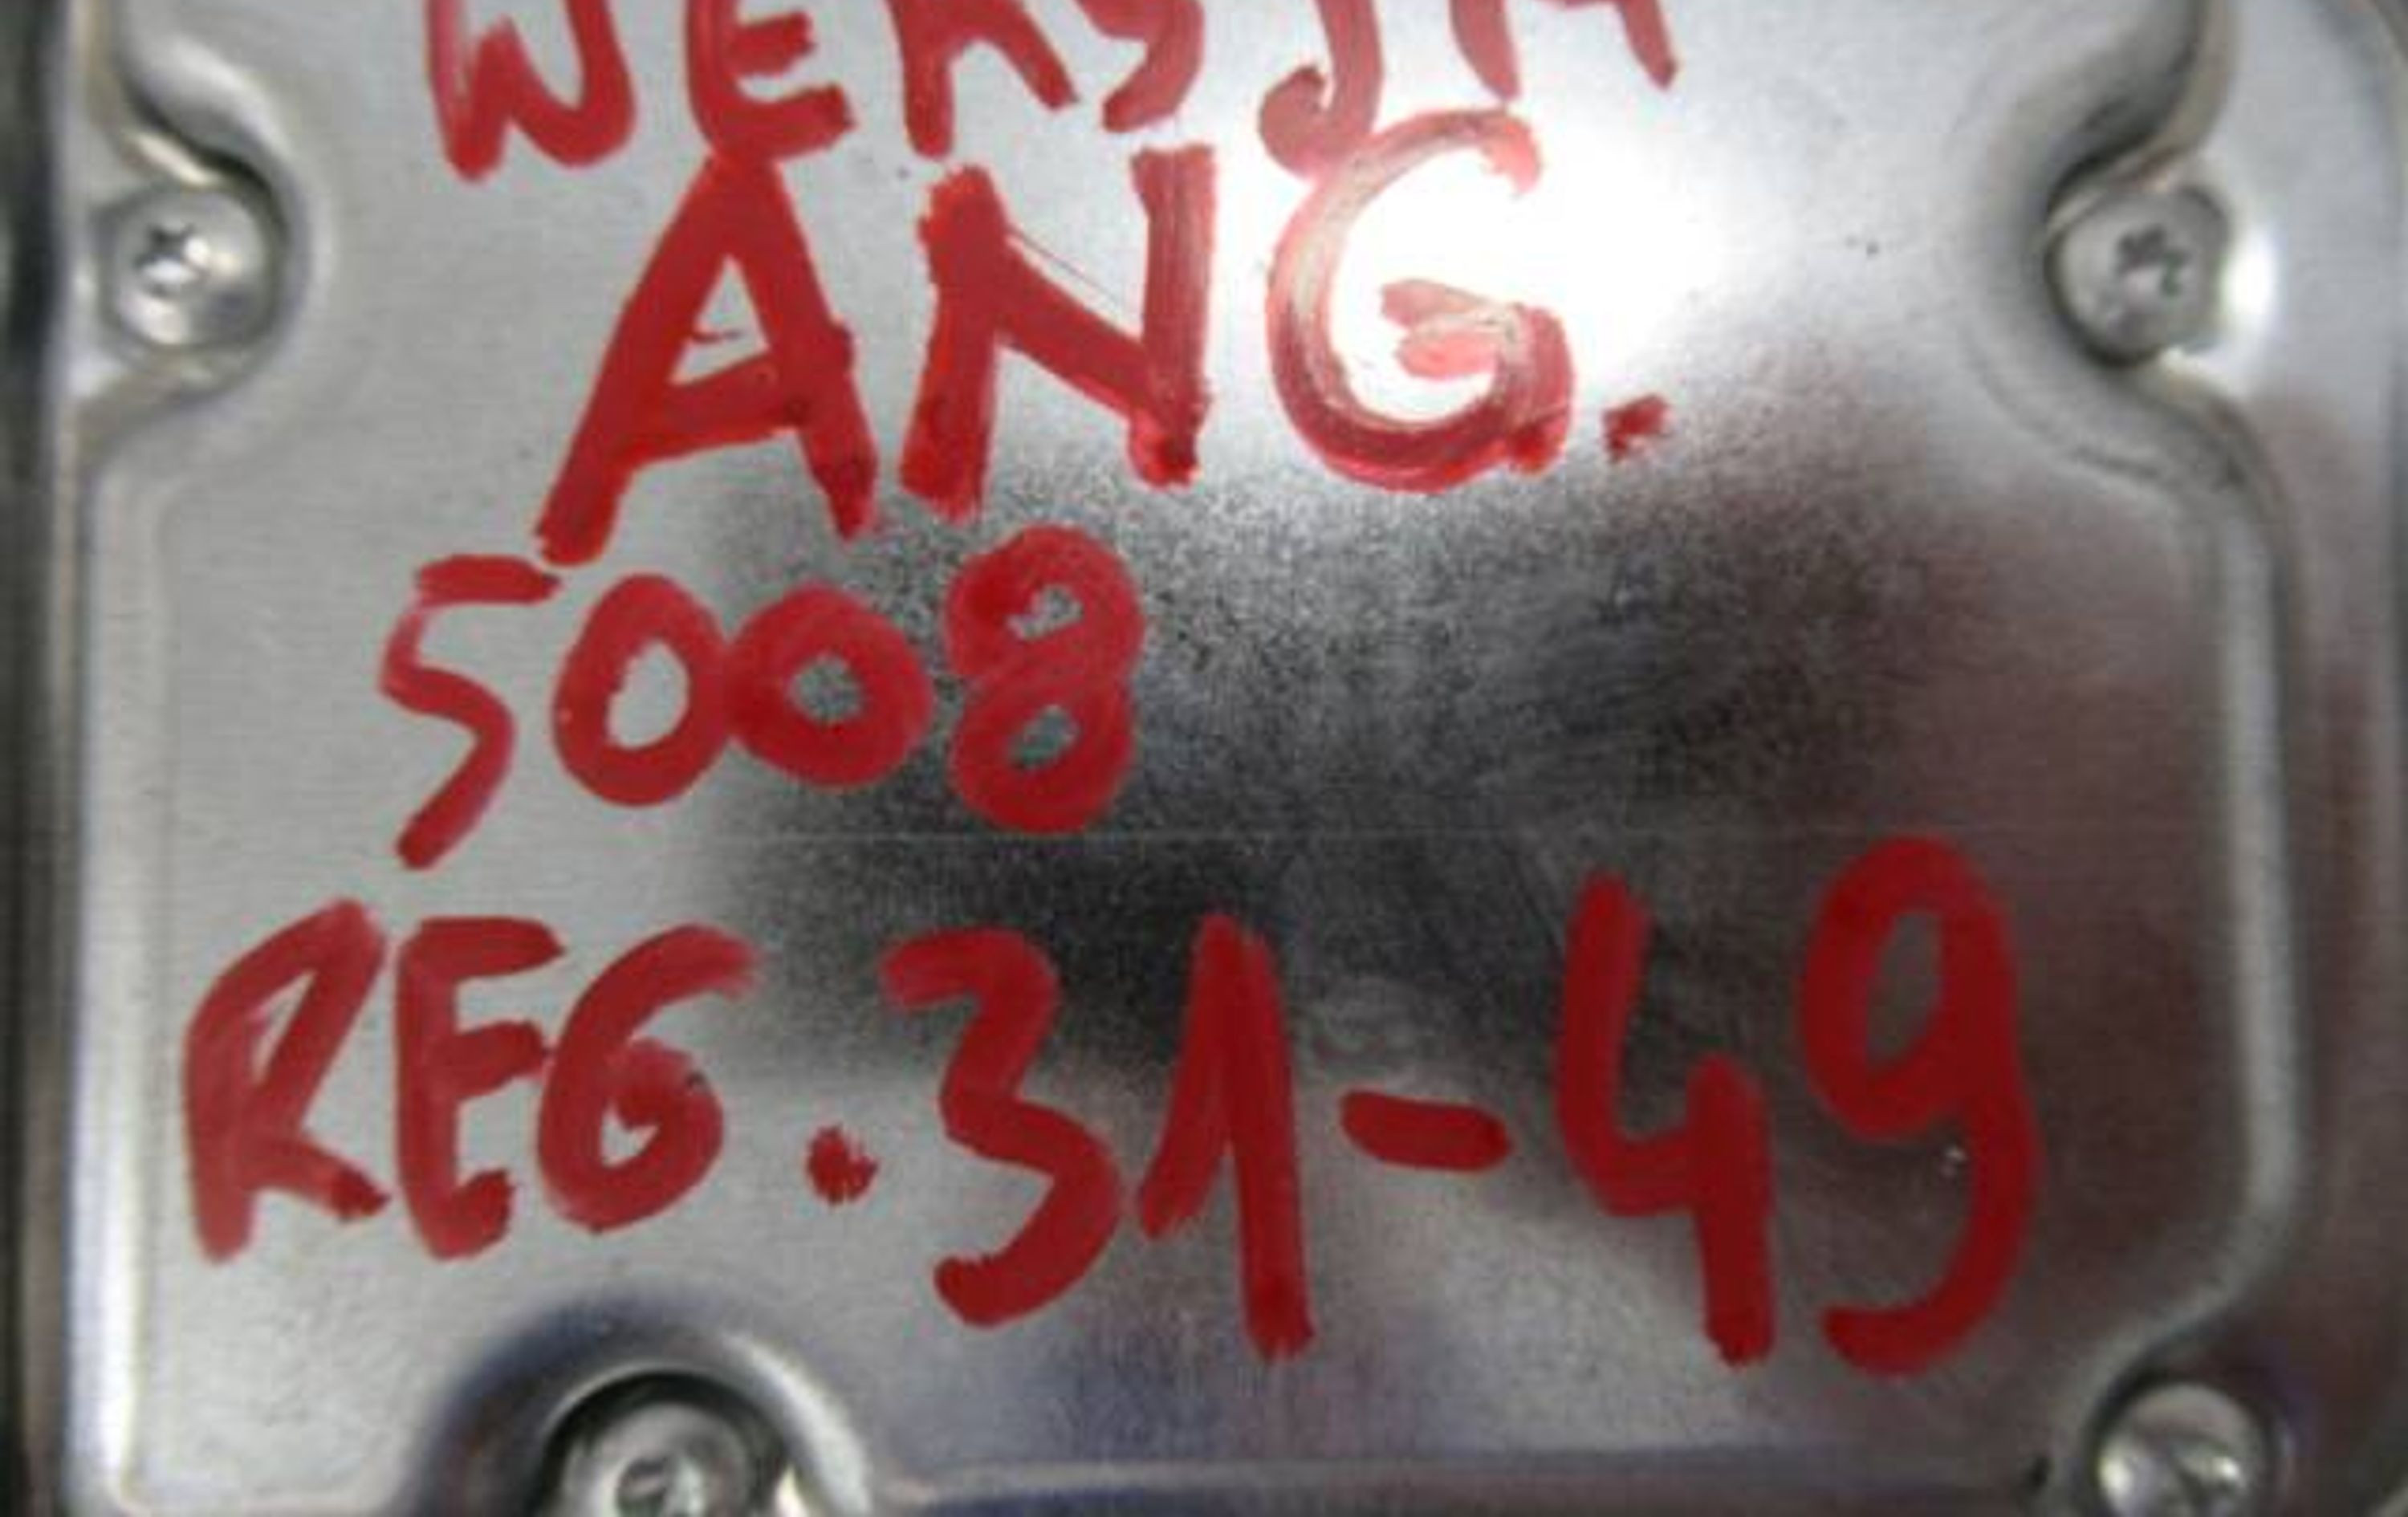 WERSJA
ANG.
5008
REG.31-49